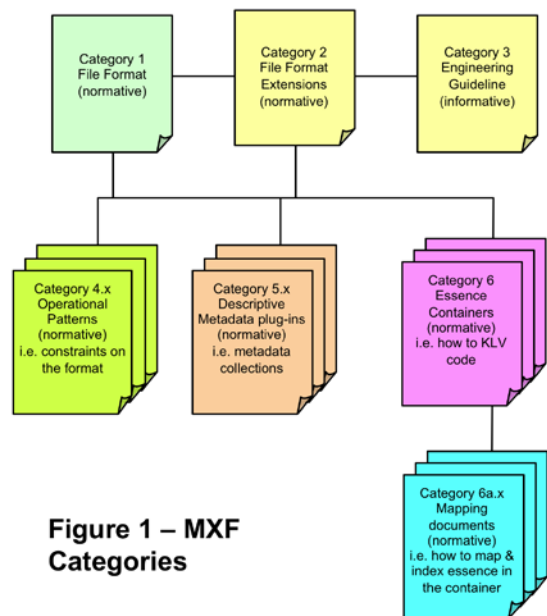 Category 1
File Format
(normative)
Category 2
File Format
Extensions
(normative)
Category 3
Engineering
Guideline
(informative)
Category 4.x
Operational
Patterns
(normative)
i.e. constraints on
the format
Category 5.x
Descriptive
Metadata plug-ins
(normative)
i.e. metadata
collections
Category 6
Essence
Containers
(normative)
i.e. how to KLV
code
Category 6a.x
Mapping
documents
(normative)
i.e. how to map &
index essence in
the container
Figure 1 – MXF
Categories